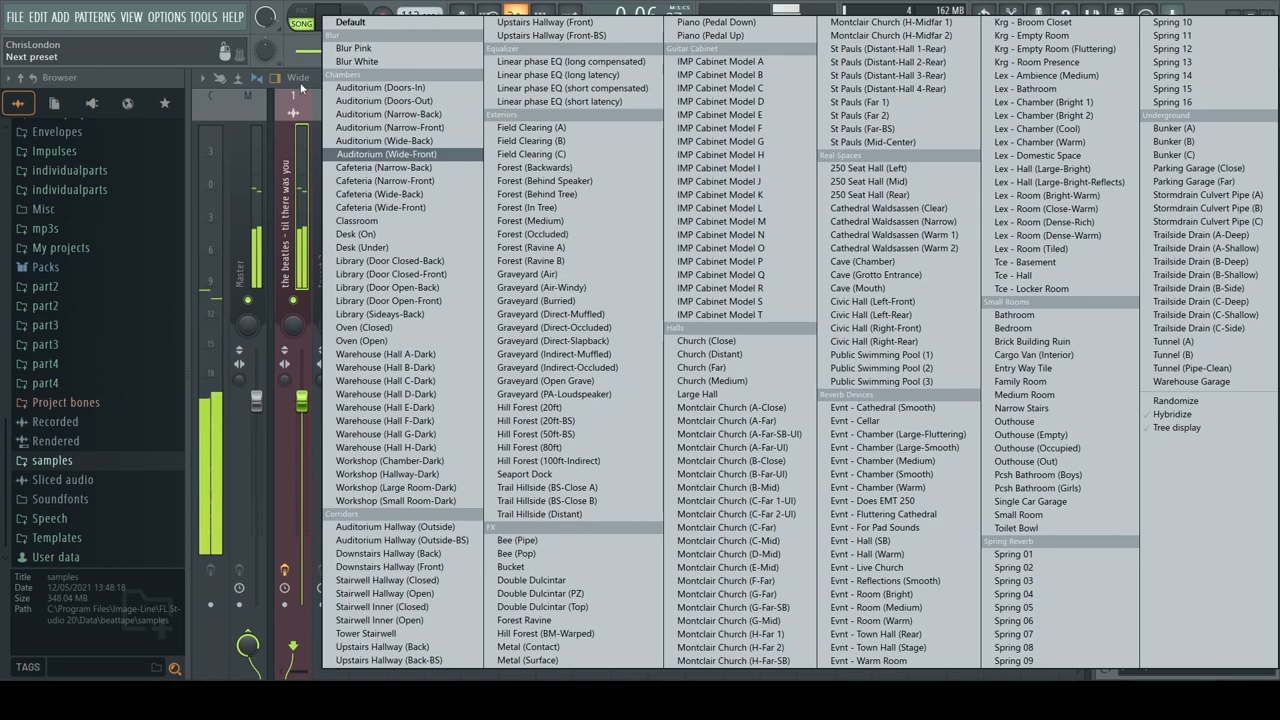 FILE EDIT ADD PATTERNS VIEW OPTIONS TOOLS HELP
SONG
ChrisLondon
Next preset
Browser
Envelopes
Impulses
individualparts
individualparts
Misc
mp3s
My projects
Packs
part2
part2
part3
part3
part4
part4
Project bones
Recorded
Rendered
samples
Sliced audio
Soundfonts
Speech
Templates
User data
Title samples
Date 12/05/2021 13:48:18
Size 348.04 MB
Path C:\Program Files\Image-Line\FL St-
udio 20\Data\beattape\samples
TAGS
Wide
C M 1
3
0
3
6
9
12
15
18
Master
the beatles - til there was you
0:06
M:S:CS
4
162 MB
Default
Blur
Blur Pink
Blur White
Chambers
Auditorium (Doors-In)
Auditorium (Doors-Out)
Auditorium (Narrow-Back)
Auditorium (Narrow-Front)
Auditorium (Wide-Back)
Auditorium (Wide-Front)
Cafeteria (Narrow-Back)
Cafeteria (Narrow-Front)
Cafeteria (Wide-Back)
Cafeteria (Wide-Front)
Classroom
Desk (On)
Desk (Under)
Library (Door Closed-Back)
Library (Door Closed-Front)
Library (Door Open-Back)
Library (Door Open-Front)
Library (Sideways-Back)
Oven (Closed)
Oven (Open)
Warehouse (Hall A-Dark)
Warehouse (Hall B-Dark)
Warehouse (Hall C-Dark)
Warehouse (Hall D-Dark)
Warehouse (Hall E-Dark)
Warehouse (Hall F-Dark)
Warehouse (Hall G-Dark)
Warehouse (Hall H-Dark)
Workshop (Chamber-Dark)
Workshop (Hallway-Dark)
Workshop (Large Room-Dark)
Workshop (Small Room-Dark)
Corridors
Auditorium Hallway (Outside)
Auditorium Hallway (Outside-BS)
Downstairs Hallway (Back)
Downstairs Hallway (Front)
Stairwell Hallway (Closed)
Stairwell Hallway (Open)
Stairwell Inner (Closed)
Stairwell Inner (Open)
Tower Stairwell
Upstairs Hallway (Back)
Upstairs Hallway (Back-BS)
Upstairs Hallway (Front)
Upstairs Hallway (Front-BS)
Equalizer
Linear phase EQ (long compensated)
Linear phase EQ (long latency)
Linear phase EQ (short compensated)
Linear phase EQ (short latency)
Exteriors
Field Clearing (A)
Field Clearing (B)
Field Clearing (C)
Forest (Backwards)
Forest (Behind Speaker)
Forest (Behind Tree)
Forest (In Tree)
Forest (Medium)
Forest (Occluded)
Forest (Ravine A)
Forest (Ravine B)
Graveyard (Air)
Graveyard (Air-Windy)
Graveyard (Burried)
Graveyard (Direct-Muffled)
Graveyard (Direct-Occluded)
Graveyard (Direct-Slapback)
Graveyard (Indirect-Muffled)
Graveyard (Indirect-Occluded)
Graveyard (Open Grave)
Graveyard (PA-Loudspeaker)
Hill Forest (20ft)
Hill Forest (20ft-BS)
Hill Forest (50ft-BS)
Hill Forest (80ft)
Hill Forest (100ft-Indirect)
Seaport Dock
Trail Hillside (BS-Close A)
Trail Hillside (BS-Close B)
Trail Hillside (Distant)
FX
Bee (Pipe)
Bee (Pop)
Bucket
Double Dulcintar
Double Dulcintar (PZ)
Double Dulcintar (Top)
Forest Ravine
Hill Forest (BM-Warped)
Metal (Contact)
Metal (Surface)
Piano (Pedal Down)
Piano (Pedal Up)
Guitar Cabinet
IMP Cabinet Model A
IMP Cabinet Model B
IMP Cabinet Model C
IMP Cabinet Model D
IMP Cabinet Model E
IMP Cabinet Model F
IMP Cabinet Model G
IMP Cabinet Model H
IMP Cabinet Model I
IMP Cabinet Model J
IMP Cabinet Model K
IMP Cabinet Model L
IMP Cabinet Model M
IMP Cabinet Model N
IMP Cabinet Model O
IMP Cabinet Model P
IMP Cabinet Model Q
IMP Cabinet Model R
IMP Cabinet Model S
IMP Cabinet Model T
Halls
Church (Close)
Church (Distant)
Church (Far)
Church (Medium)
Large Hall
Montclair Church (A-Close)
Montclair Church (A-Far)
Montclair Church (A-Far-SB-UI)
Montclair Church (A-Far-UI)
Montclair Church (B-Close)
Montclair Church (B-Far-UI)
Montclair Church (B-Mid)
Montclair Church (C-Far 1-UI)
Montclair Church (C-Far 2-UI)
Montclair Church (C-Far)
Montclair Church (C-Mid)
Montclair Church (D-Mid)
Montclair Church (E-Mid)
Montclair Church (F-Far)
Montclair Church (G-Far)
Montclair Church (G-Far-SB)
Montclair Church (G-Mid)
Montclair Church (H-Far 1)
Montclair Church (H-Far 2)
Montclair Church (H-Far-SB)
Montclair Church (H-Midfar 1)
Montclair Church (H-Midfar 2)
St Pauls (Distant-Hall 1-Rear)
St Pauls (Distant-Hall 2-Rear)
St Pauls (Distant-Hall 3-Rear)
St Pauls (Distant-Hall 4-Rear)
St Pauls (Far 1)
St Pauls (Far 2)
St Pauls (Far-BS)
St Pauls (Mid-Center)
Real Spaces
250 Seat Hall (Left)
250 Seat Hall (Mid)
250 Seat Hall (Rear)
Cathedral Waldsassen (Clear)
Cathedral Waldsassen (Narrow)
Cathedral Waldsassen (Warm 1)
Cathedral Waldsassen (Warm 2)
Cave (Chamber)
Cave (Grotto Entrance)
Cave (Mouth)
Civic Hall (Left-Front)
Civic Hall (Left-Rear)
Civic Hall (Right-Front)
Civic Hall (Right-Rear)
Public Swimming Pool (1)
Public Swimming Pool (2)
Public Swimming Pool (3)
Reverb Devices
Evnt - Cathedral (Smooth)
Evnt - Cellar
Evnt - Chamber (Large-Fluttering)
Evnt - Chamber (Large-Smooth)
Evnt - Chamber (Medium)
Evnt - Chamber (Smooth)
Evnt - Chamber (Warm)
Evnt - Does EMT 250
Evnt - Fluttering Cathedral
Evnt - For Pad Sounds
Evnt - Hall (SB)
Evnt - Hall (Warm)
Evnt - Live Church
Evnt - Reflections (Smooth)
Evnt - Room (Bright)
Evnt - Room (Medium)
Evnt - Room (Warm)
Evnt - Town Hall (Rear)
Evnt - Town Hall (Stage)
Evnt - Warm Room
Krg - Broom Closet
Krg - Empty Room
Krg - Empty Room (Fluttering)
Lex - Ambience (Medium)
Lex - Bathroom
Lex - Chamber (Bright 1)
Lex - Chamber (Bright 2)
Lex - Chamber (Cool)
Lex - Chamber (Warm)
Lex - Domestic Space
Lex - Hall (Large-Bright)
Lex - Hall (Large-Bright-Reflects)
Lex - Room (Bright-Warm)
Lex - Room (Close-Warm)
Lex - Room (Dense-Rich)
Lex - Room (Dense-Warm)
Lex - Room (Tiled)
Tce - Basement
Tce - Hall
Tce - Locker Room
Small Rooms
Bathroom
Bedroom
Brick Building Ruin
Cargo Van (Interior)
Entry Way Tile
Family Room
Medium Room
Narrow Stairs
Outhouse
Outhouse (Empty)
Outhouse (Occupied)
Outhouse (Out)
Pcsh Bathroom (Boys)
Pcsh Bathroom (Girls)
Single Car Garage
Small Room
Toilet Bowl
Spring Reverb
Spring 01
Spring 02
Spring 03
Spring 04
Spring 05
Spring 06
Spring 07
Spring 08
Spring 09
Spring 10
Spring 11
Spring 12
Spring 13
Spring 14
Spring 15
Spring 16
Underground
Bunker (A)
Bunker (B)
Bunker (C)
Parking Garage (Close)
Parking Garage (Far)
Stormdrain Culvert Pipe (A)
Stormdrain Culvert Pipe (B)
Stormdrain Culvert Pipe (C)
Trailside Drain (A-Deep)
Trailside Drain (A-Shallow)
Trailside Drain (B-Deep)
Trailside Drain (B-Shallow)
Trailside Drain (B-Side)
Trailside Drain (C-Deep)
Trailside Drain (C-Shallow)
Trailside Drain (C-Side)
Tunnel (A)
Tunnel (B)
Tunnel (Pipe-Clean)
Warehouse Garage
Randomize
Hybridize
Tree display